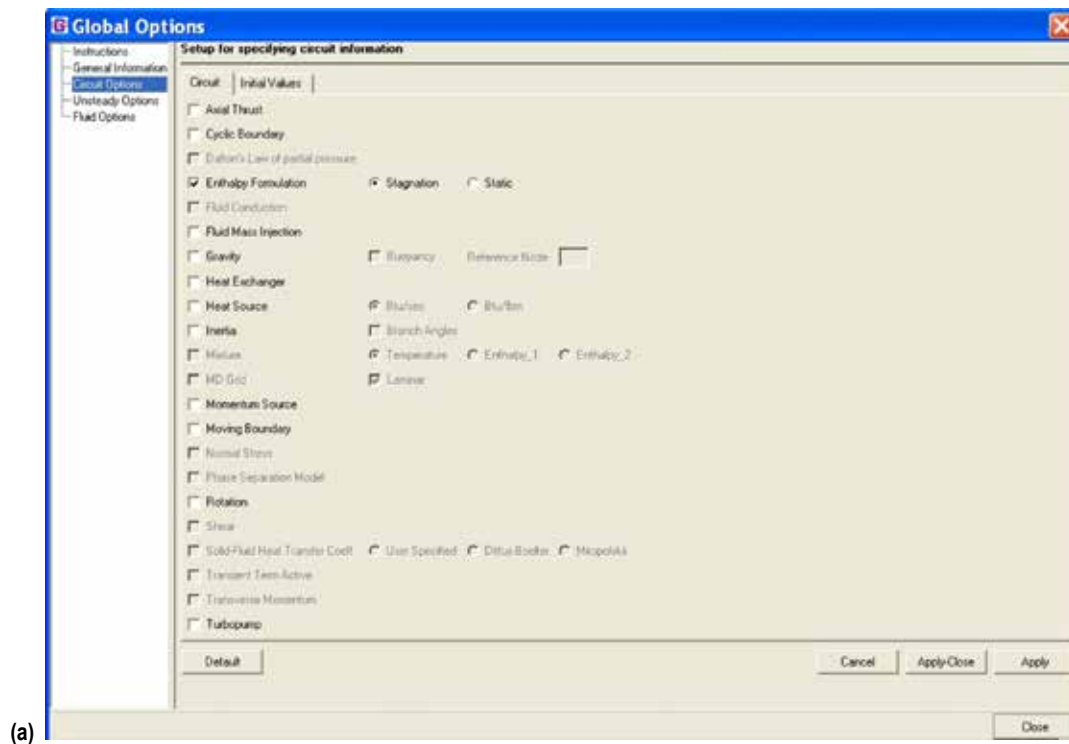 Global Options
Instructions
General Information
Circuit Options
Unsteady Options
Fluid Options
Setup for specifying circuit information
Circuit Initial Values
Axial Thrust
Cyclic Boundary
Dalton's Law of partial pressure
Enthalpy Formulation Stagnation Static
Fluid Conduction
Fluid Mass Injection
Gravity Buoyancy Reference Node
Heat Exchanger
Heat Source Btu/sec Btu/lbm
Inertia Branch Angles
Mixture Temperature Enthalpy_1 Enthalpy_2
MD Grid Laminar
Momentum Source
Moving Boundary
Normal Stress
Phase Separation Model
Rotation
Shear
Solid-Fluid Heat Transfer Coeff User Specified Dittus Boelter Miropolski
Transient Term Active
Transverse Momentum
Turbopump
Default Cancel Apply-Close Apply
Close
(a)